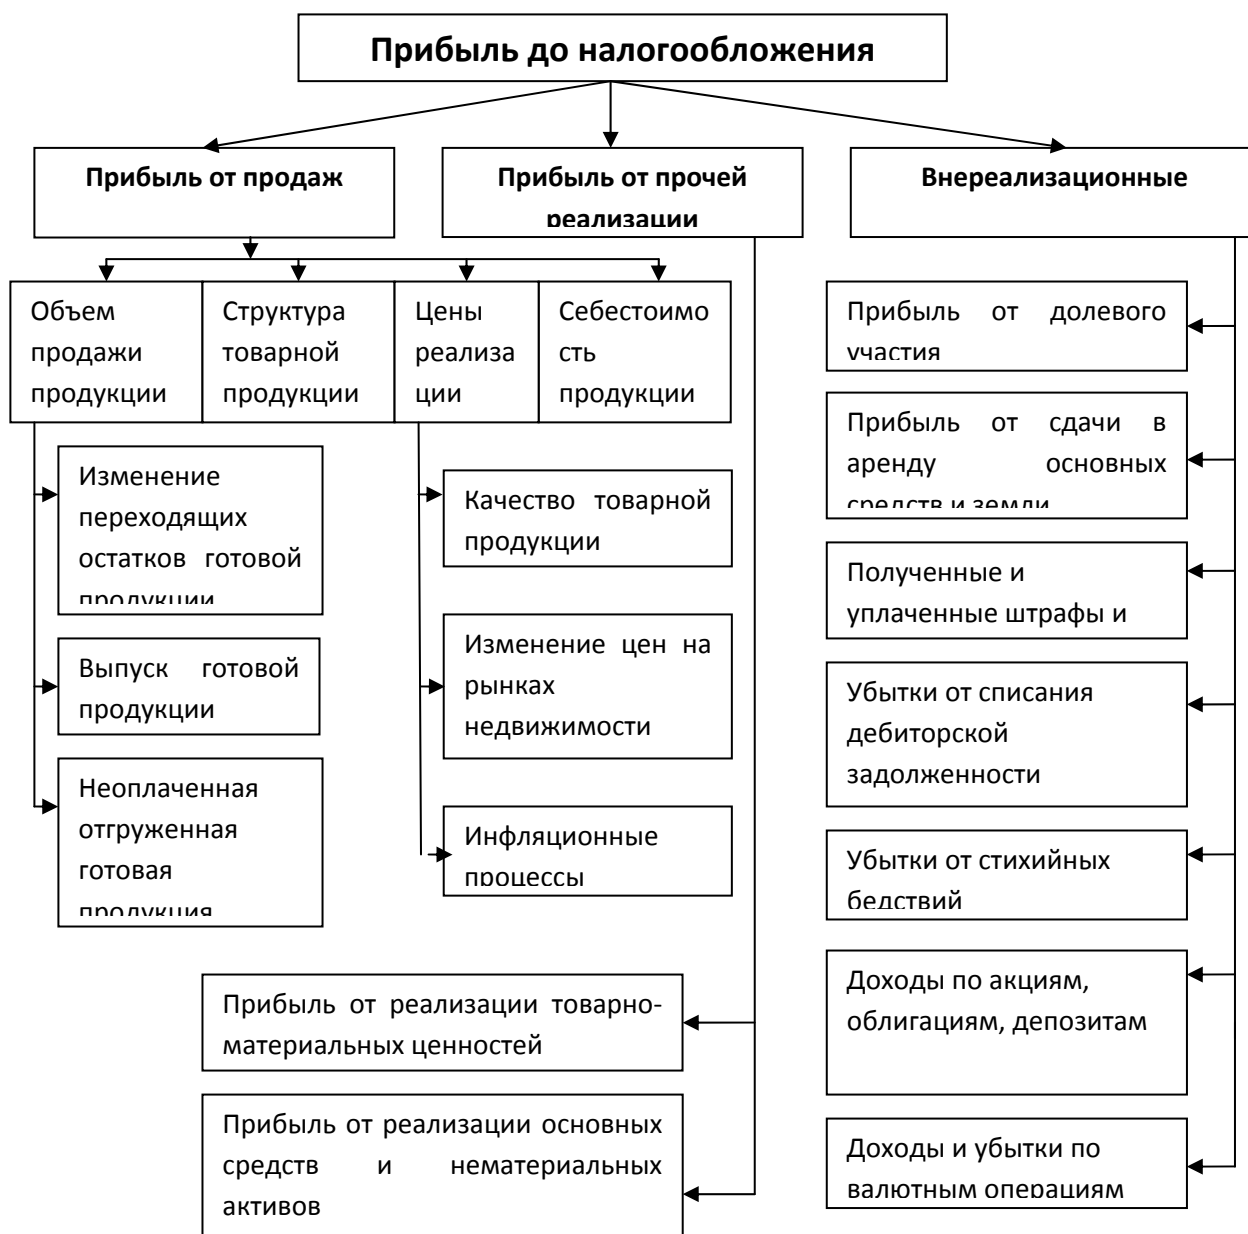 Прибыль до налогообложения
Прибыль от продаж
Прибыль от прочей
реализации
Внереализационные
Объем
продажи
продукции
Структура
товарной
продукции
Цены
реализа
ции
Себестоимо
сть
продукции
Изменение
переходящих
остатков готовой
продукции
Выпуск готовой
продукции
Неоплаченная
отгруженная
готовая
продукция
Качество товарной
продукции
Изменение цен на
рынках
недвижимости
Инфляционные
процессы
Прибыль от реализации товарно-
материальных ценностей
Прибыль от реализации основных
средств и нематериальных
активов
Прибыль от долевого
участия
Прибыль от сдачи в
аренду основных
средств и земли
Полученные и
уплаченные штрафы и
Убытки от списания
дебиторской
задолженности
Убытки от стихийных
бедствий
Доходы по акциям,
облигациям, депозитам
Доходы и убытки по
валютным операциям